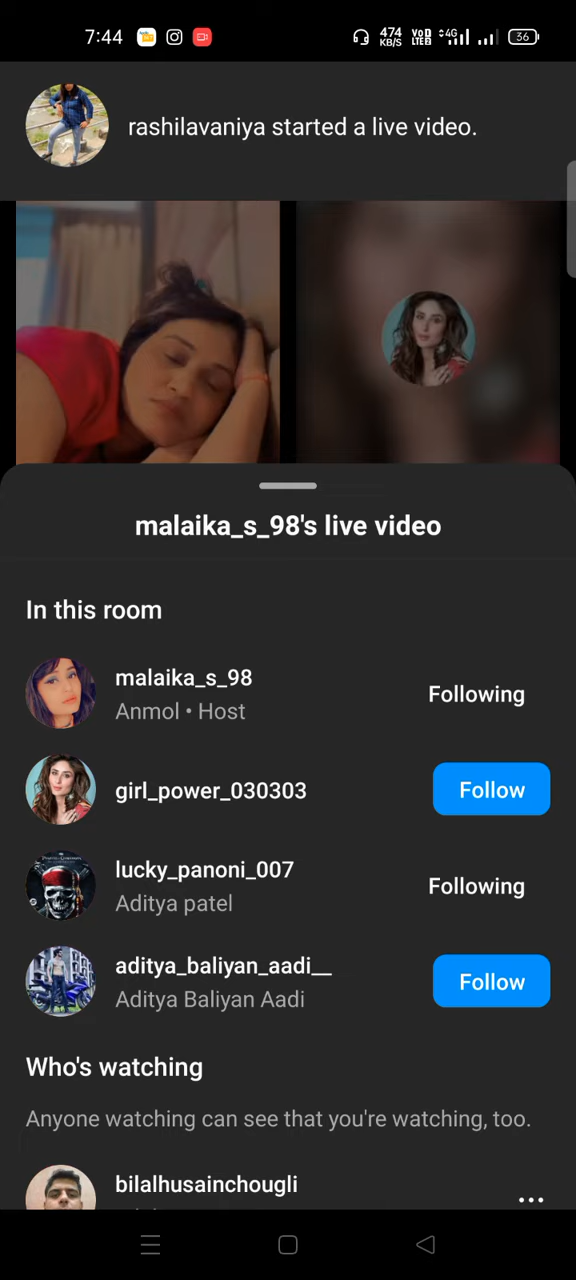 7:44
474
KB/S
VoD
LTE2
4G
36
rashilavaniya started a live video.
malaika_s_98's live video
In this room
malaika_s_98
Anmol • Host
Following
girl_power_030303
Follow
lucky_panoni_007
Aditya patel
Following
aditya_baliyan_aadi__
Aditya Baliyan Aadi
Follow
Who's watching
Anyone watching can see that you're watching, too.
bilalhusainchougli